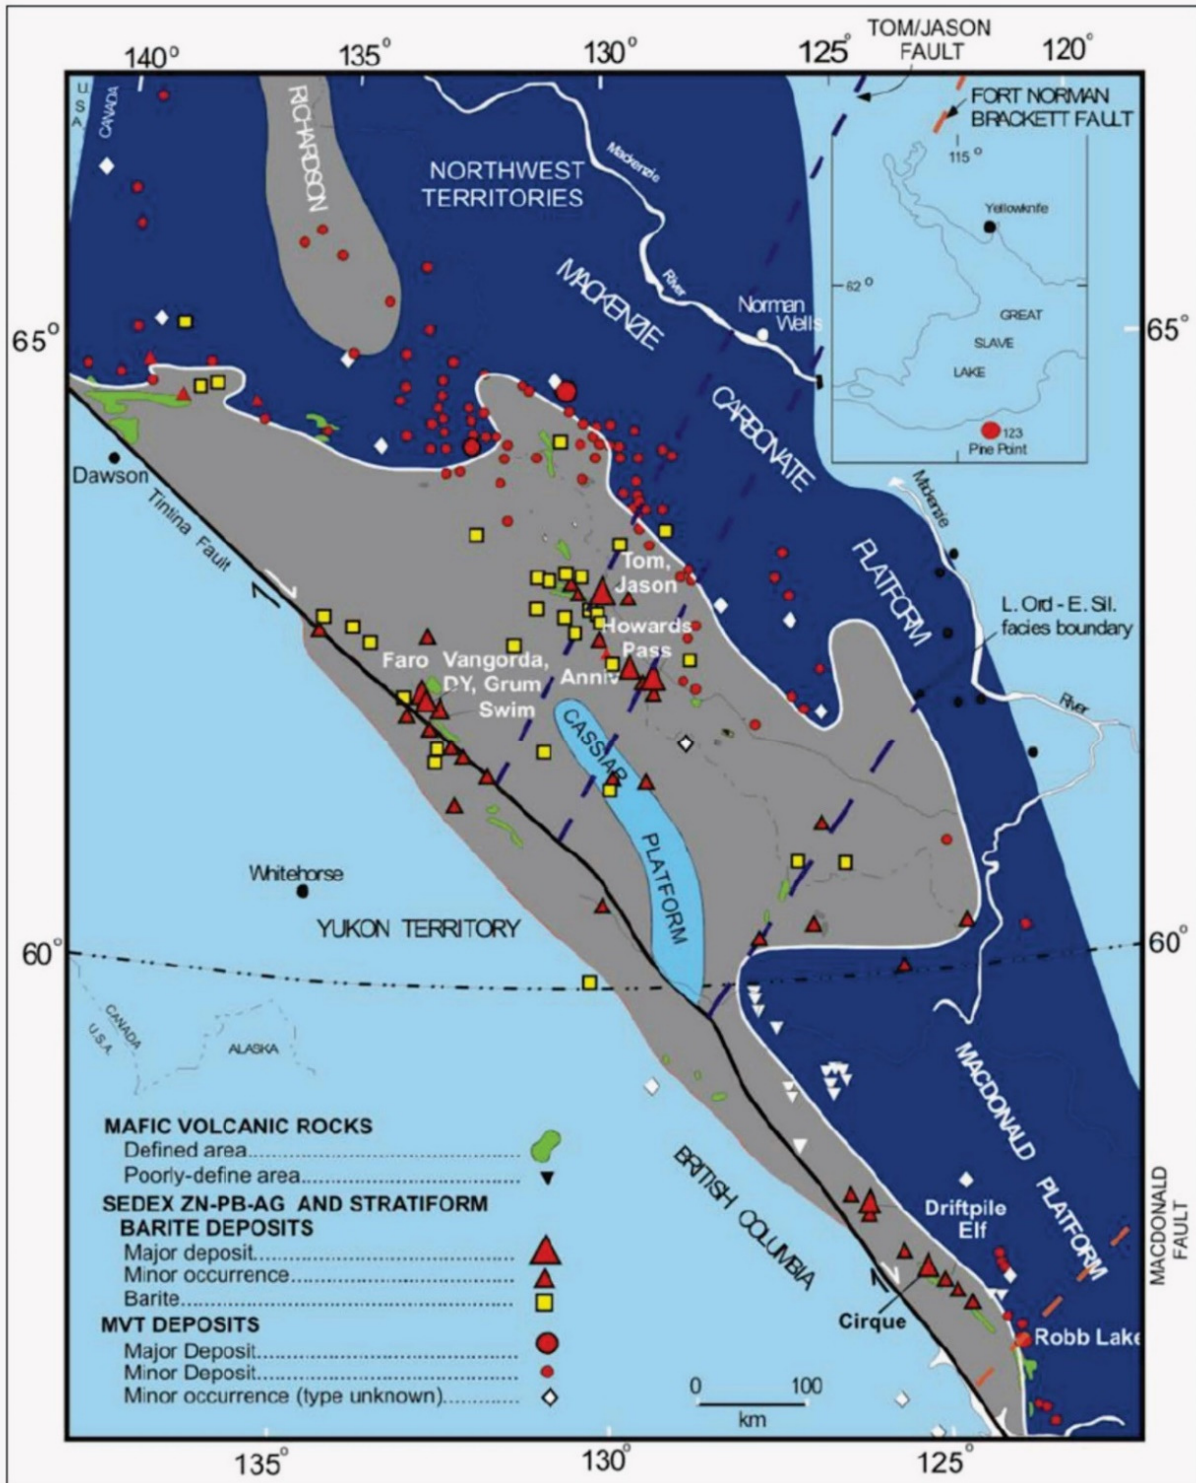 140°
135°
130°
125°
TOM/JASON
FAULT
120°
U.
S.
A.
CANADA
RICHARDSON
FORT NORMAN
BRACKETT FAULT
115°
NORTHWEST
TERRITORIES
Mackenzie
River
Yellowknife
62°
GREAT
SLAVE
LAKE
123
Pine Point
MACKENZIE
Norman
Wells
65°
65°
CARBONATE
PLATFORM
Mackenzie
Dawson
Tintina Fault
Tom,
Jason
L. Ord - E. Sil.
facies boundary
Howards
Pass
Faro
Vangorda,
DY, Grum
Swim
Anniv
River
CASSIAR
PLATFORM
Whitehorse
YUKON TERRITORY
60°
60°
CANADA
U.S.A.
ALASKA
MACDONALD
PLATFORM
MACDONALD
FAULT
BRITISH COLUMBIA
Driftpile
Elf
Cirque
Robb Lake
MAFIC VOLCANIC ROCKS
Defined area
Poorly-define area
SEDEX ZN-PB-AG AND STRATIFORM
BARITE DEPOSITS
Major deposit
Minor occurrence
Barite
MVT DEPOSITS
Major Deposit
Minor Deposit
Minor occurrence (type unknown)
0 100
km
135°
130°
125°